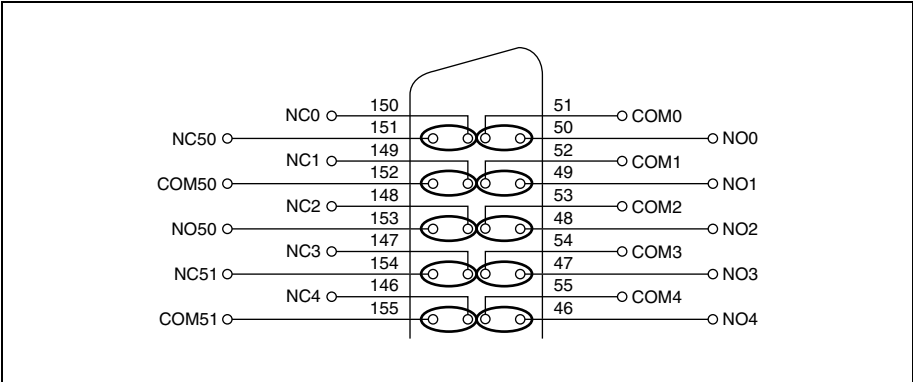 150 51
NC0 COM0
151 50
NC50 NO0
149 52
NC1 COM1
152 49
COM50 NO1
148 53
NC2 COM2
153 48
NO50 NO2
147 54
NC3 COM3
154 47
NC51 NO3
146 55
NC4 COM4
155 46
COM51 NO4